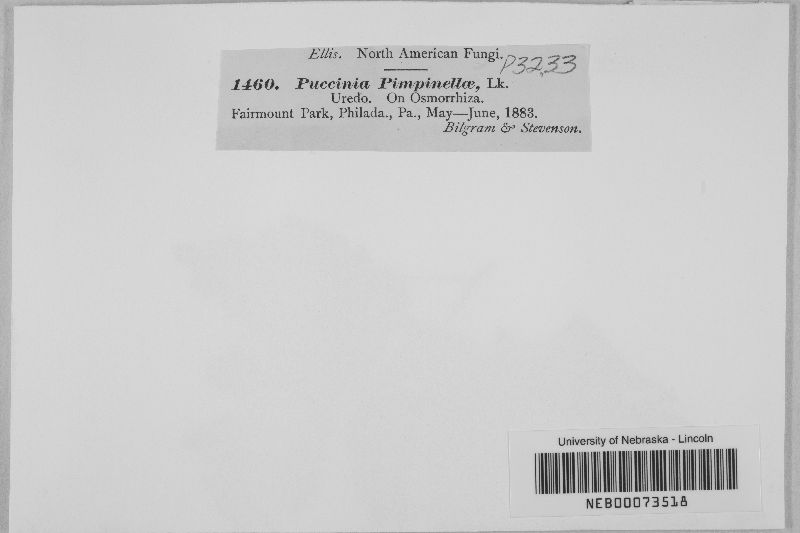 Ellis. North American Fungi.
P3233
1460. Puccinia Pimpinellæ, Lk.
Uredo. On Osmorrhiza.
Fairmount Park, Philada., Pa., May—June, 1883.
Bilgram & Stevenson.
University of Nebraska - Lincoln
NEB00073518